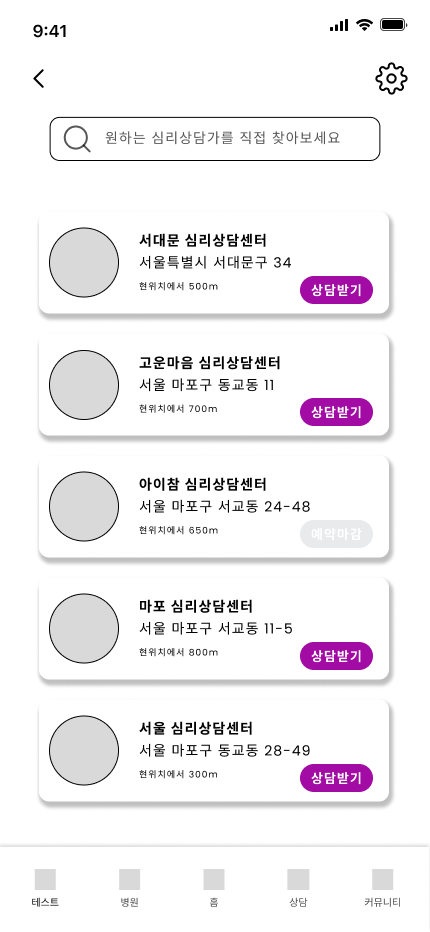 9:41
원하는 심리상담가를 직접 찾아보세요
서대문 심리상담센터
서울특별시 서대문구 34
현위치에서 500m
상담받기
고운마음 심리상담센터
서울 마포구 동교동 11
현위치에서 700m
상담받기
아이참 심리상담센터
서울 마포구 서교동 24-48
현위치에서 650m
예약마감
마포 심리상담센터
서울 마포구 서교동 11-5
현위치에서 800m
상담받기
서울 심리상담센터
서울 마포구 동교동 28-49
현위치에서 300m
상담받기
테스트 병원 홈 상담 커뮤니티